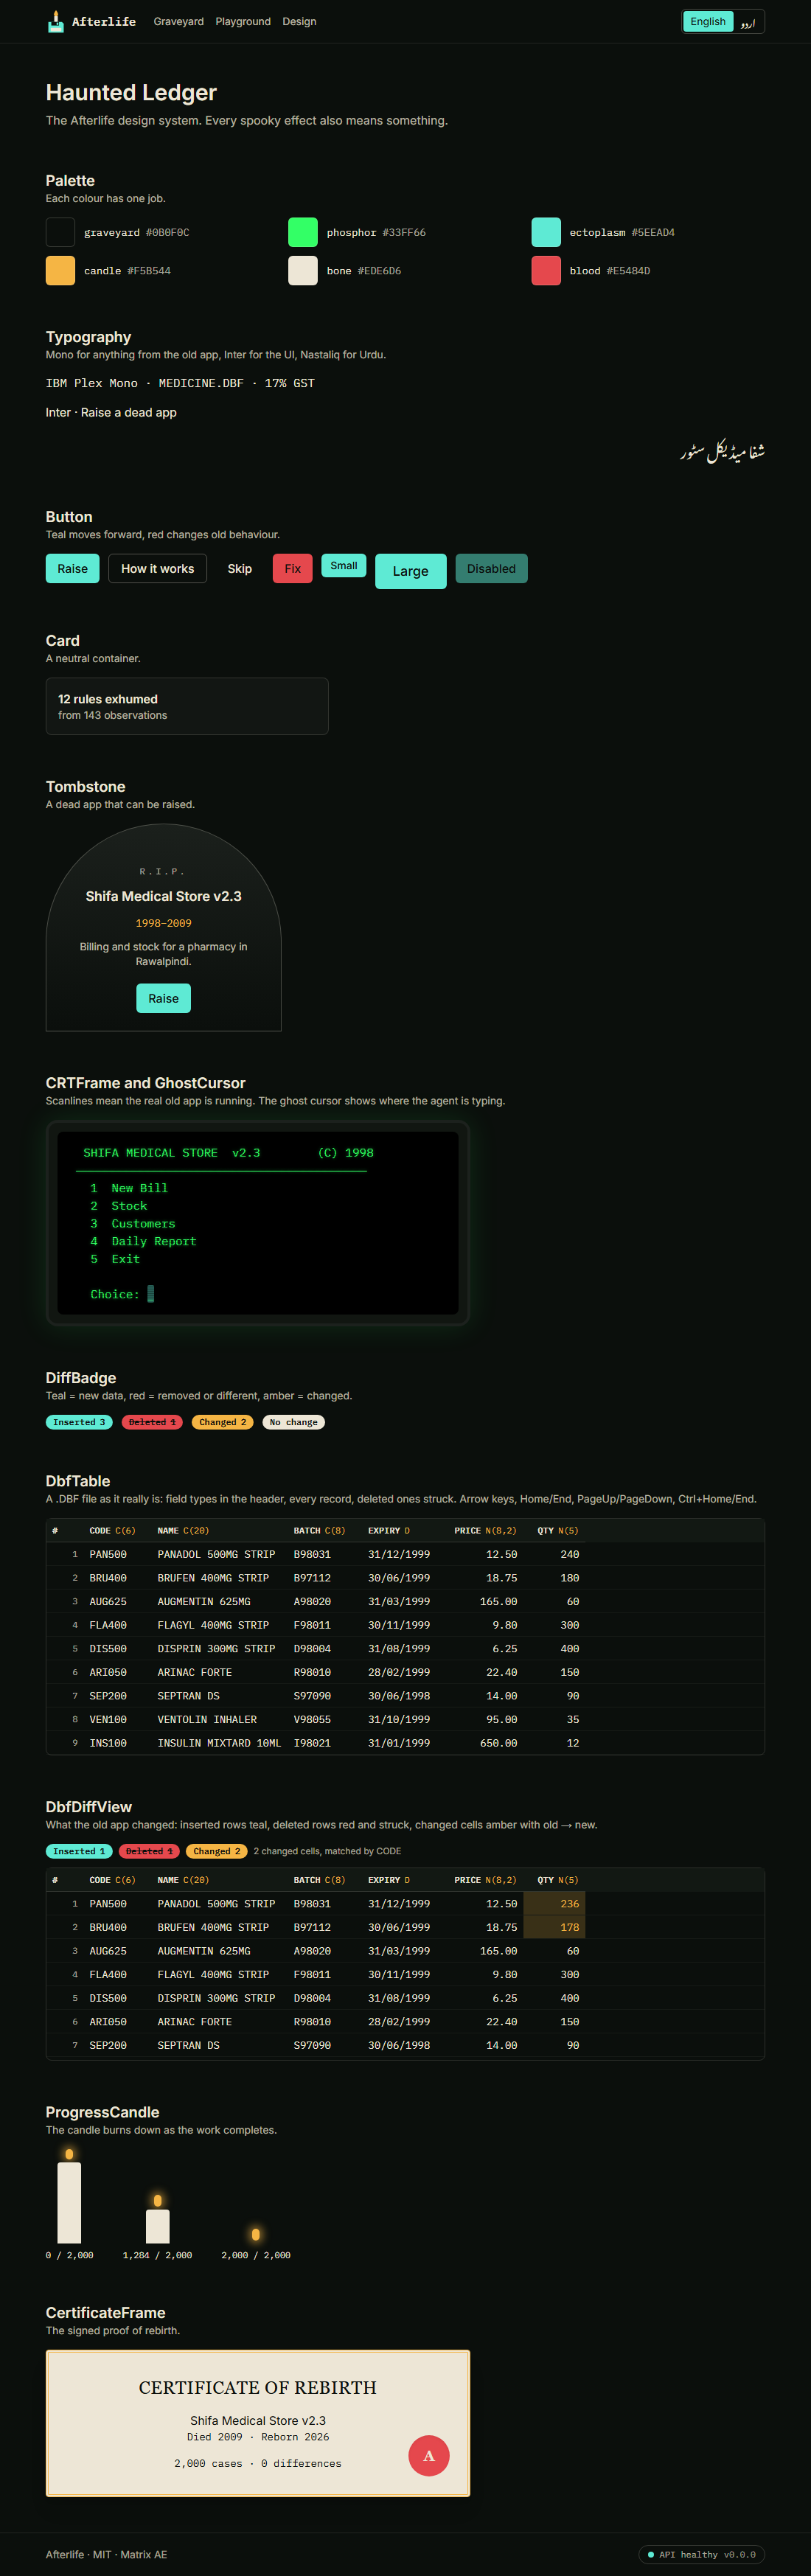 Afterlife Graveyard Playground Design English اردو
Haunted Ledger
The Afterlife design system. Every spooky effect also means something.
Palette
Each colour has one job.
graveyard #0B0F0C phosphor #33FF66 ectoplasm #5EEAD4
candle #F5B544 bone #EDE6D6 blood #E5484D
Typography
Mono for anything from the old app, Inter for the UI, Nastaliq for Urdu.
IBM Plex Mono · MEDICINE.DBF · 17% GST
Inter · Raise a dead app
شفا میڈیکل سٹور
Button
Teal moves forward, red changes old behaviour.
Raise How it works Skip Fix Small Large Disabled
Card
A neutral container.
12 rules exhumed
from 143 observations
Tombstone
A dead app that can be raised.
R.I.P.
Shifa Medical Store v2.3
1998–2009
Billing and stock for a pharmacy in
Rawalpindi.
Raise
CRTFrame and GhostCursor
Scanlines mean the real old app is running. The ghost cursor shows where the agent is typing.
SHIFA MEDICAL STORE v2.3 (C) 1998
1 New Bill
2 Stock
3 Customers
4 Daily Report
5 Exit
Choice: _
DiffBadge
Teal = new data, red = removed or different, amber = changed.
Inserted 3 Deleted 1 Changed 2 No change
DbfTable
A .DBF file as it really is: field types in the header, every record, deleted ones struck. Arrow keys, Home/End, PageUp/PageDown, Ctrl+Home/End.
# CODE C(6) NAME C(20) BATCH C(8) EXPIRY D PRICE N(8,2) QTY N(5)
1 PAN500 PANADOL 500MG STRIP B98031 31/12/1999 12.50 240
2 BRU400 BRUFEN 400MG STRIP B97112 30/06/1999 18.75 180
3 AUG625 AUGMENTIN 625MG A98020 31/03/1999 165.00 60
4 FLA400 FLAGYL 400MG STRIP F98011 30/11/1999 9.80 300
5 DIS500 DISPRIN 300MG STRIP D98004 31/08/1999 6.25 400
6 ARI050 ARINAC FORTE R98010 28/02/1999 22.40 150
7 SEP200 SEPTRAN DS S97090 30/06/1998 14.00 90
8 VEN100 VENTOLIN INHALER V98055 31/10/1999 95.00 35
9 INS100 INSULIN MIXTARD 10ML I98021 31/01/1999 650.00 12
DbfDiffView
What the old app changed: inserted rows teal, deleted rows red and struck, changed cells amber with old → new.
Inserted 1 Deleted 1 Changed 2 2 changed cells, matched by CODE
# CODE C(6) NAME C(20) BATCH C(8) EXPIRY D PRICE N(8,2) QTY N(5)
1 PAN500 PANADOL 500MG STRIP B98031 31/12/1999 12.50 236
2 BRU400 BRUFEN 400MG STRIP B97112 30/06/1999 18.75 178
3 AUG625 AUGMENTIN 625MG A98020 31/03/1999 165.00 60
4 FLA400 FLAGYL 400MG STRIP F98011 30/11/1999 9.80 300
5 DIS500 DISPRIN 300MG STRIP D98004 31/08/1999 6.25 400
6 ARI050 ARINAC FORTE R98010 28/02/1999 22.40 150
7 SEP200 SEPTRAN DS S97090 30/06/1998 14.00 90
ProgressCandle
The candle burns down as the work completes.
0 / 2,000 1,284 / 2,000 2,000 / 2,000
CertificateFrame
The signed proof of rebirth.
CERTIFICATE OF REBIRTH
Shifa Medical Store v2.3
Died 2009 · Reborn 2026
2,000 cases · 0 differences
A
Afterlife · MIT · Matrix AE API healthy v0.0.0